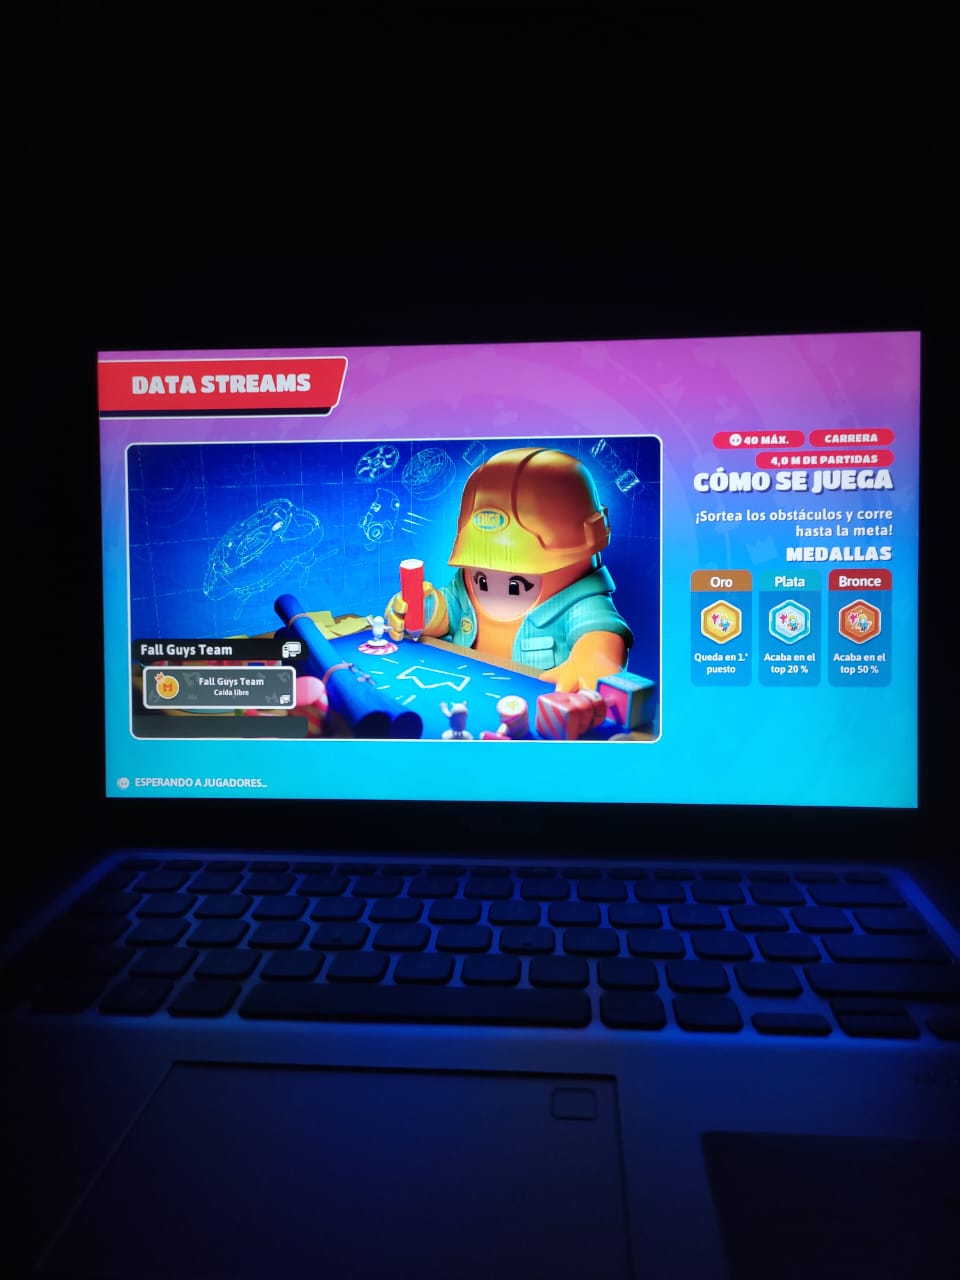 DATA STREAMS
40 MÁX.
CARRERA
4,0 M DE PARTIDAS
CÓMO SE JUEGA
¡Sortea los obstáculos y corre
hasta la meta!
MEDALLAS
Oro
Plata
Bronce
Queda en 1.º
puesto
Acaba en el
top 20 %
Acaba en el
top 50 %
Fall Guys Team
Fall Guys Team
Caída libre
ESPERANDO A JUGADORES...